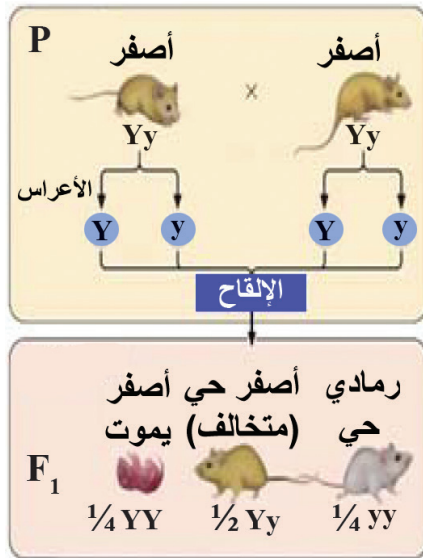 P
أصفر
أصفر
Yy
Yy
الأعراس
Y
y
Y
y
الإلقاح
F₁
رمادي حي
أصفر حي (متخالف)
أصفر يموت
¼ YY
½ Yy
¼ yy